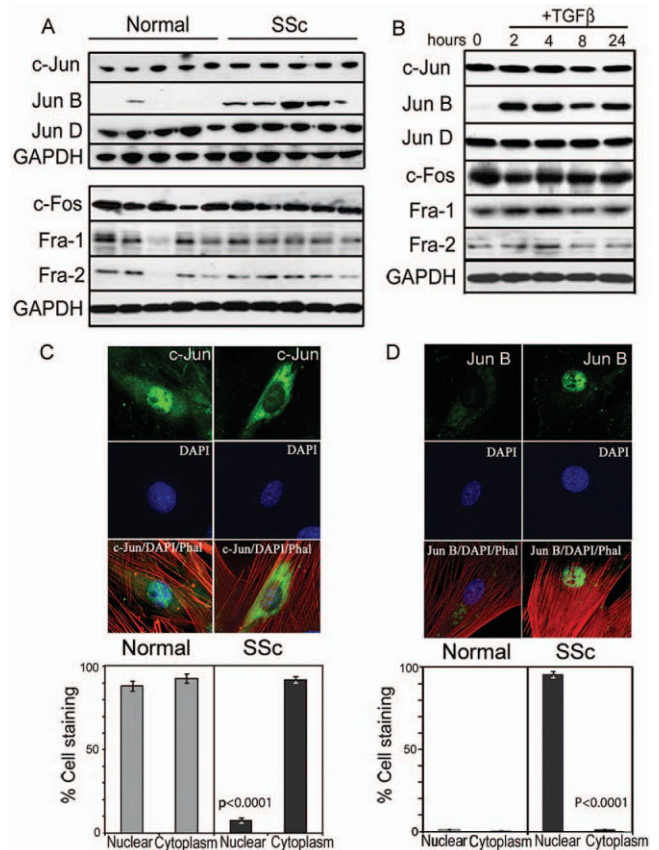 A
Normal
SSc
c-Jun
Jun B
Jun D
GAPDH
c-Fos
Fra-1
Fra-2
GAPDH
B
+TGFβ
hours 0 2 4 8 24
c-Jun
Jun B
Jun D
c-Fos
Fra-1
Fra-2
GAPDH
C
c-Jun
c-Jun
DAPI
DAPI
c-Jun/DAPI/Phal
c-Jun/DAPI/Phal
Normal
SSc
100
50
0
% Cell staining
p<0.0001
Nuclear Cytoplasm Nuclear Cytoplasm
D
Jun B
Jun B
DAPI
DAPI
Jun B/DAPI/Phal
Jun B/DAPI/Phal
Normal
SSc
100
50
0
% Cell staining
P<0.0001
Nuclear Cytoplasm Nuclear Cytoplasm